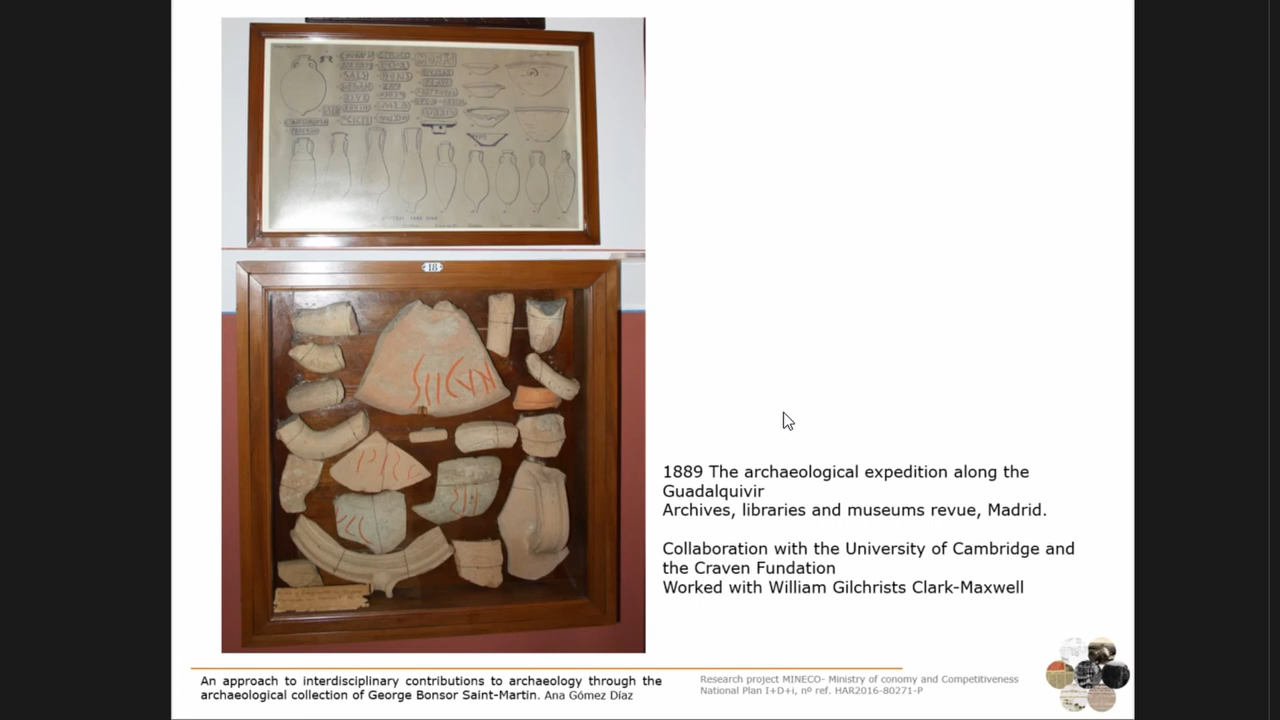 18
SIICVN
1889 The archaeological expedition along the
Guadalquivir
Archives, libraries and museums revue, Madrid.
Collaboration with the University of Cambridge and
the Craven Fundation
Worked with William Gilchrists Clark-Maxwell
An approach to interdisciplinary contributions to archaeology through the
archaeological collection of George Bonsor Saint-Martin. Ana Gómez Díaz
Research project MINECO- Ministry of conomy and Competitiveness
National Plan I+D+i, nº ref. HAR2016-80271-P